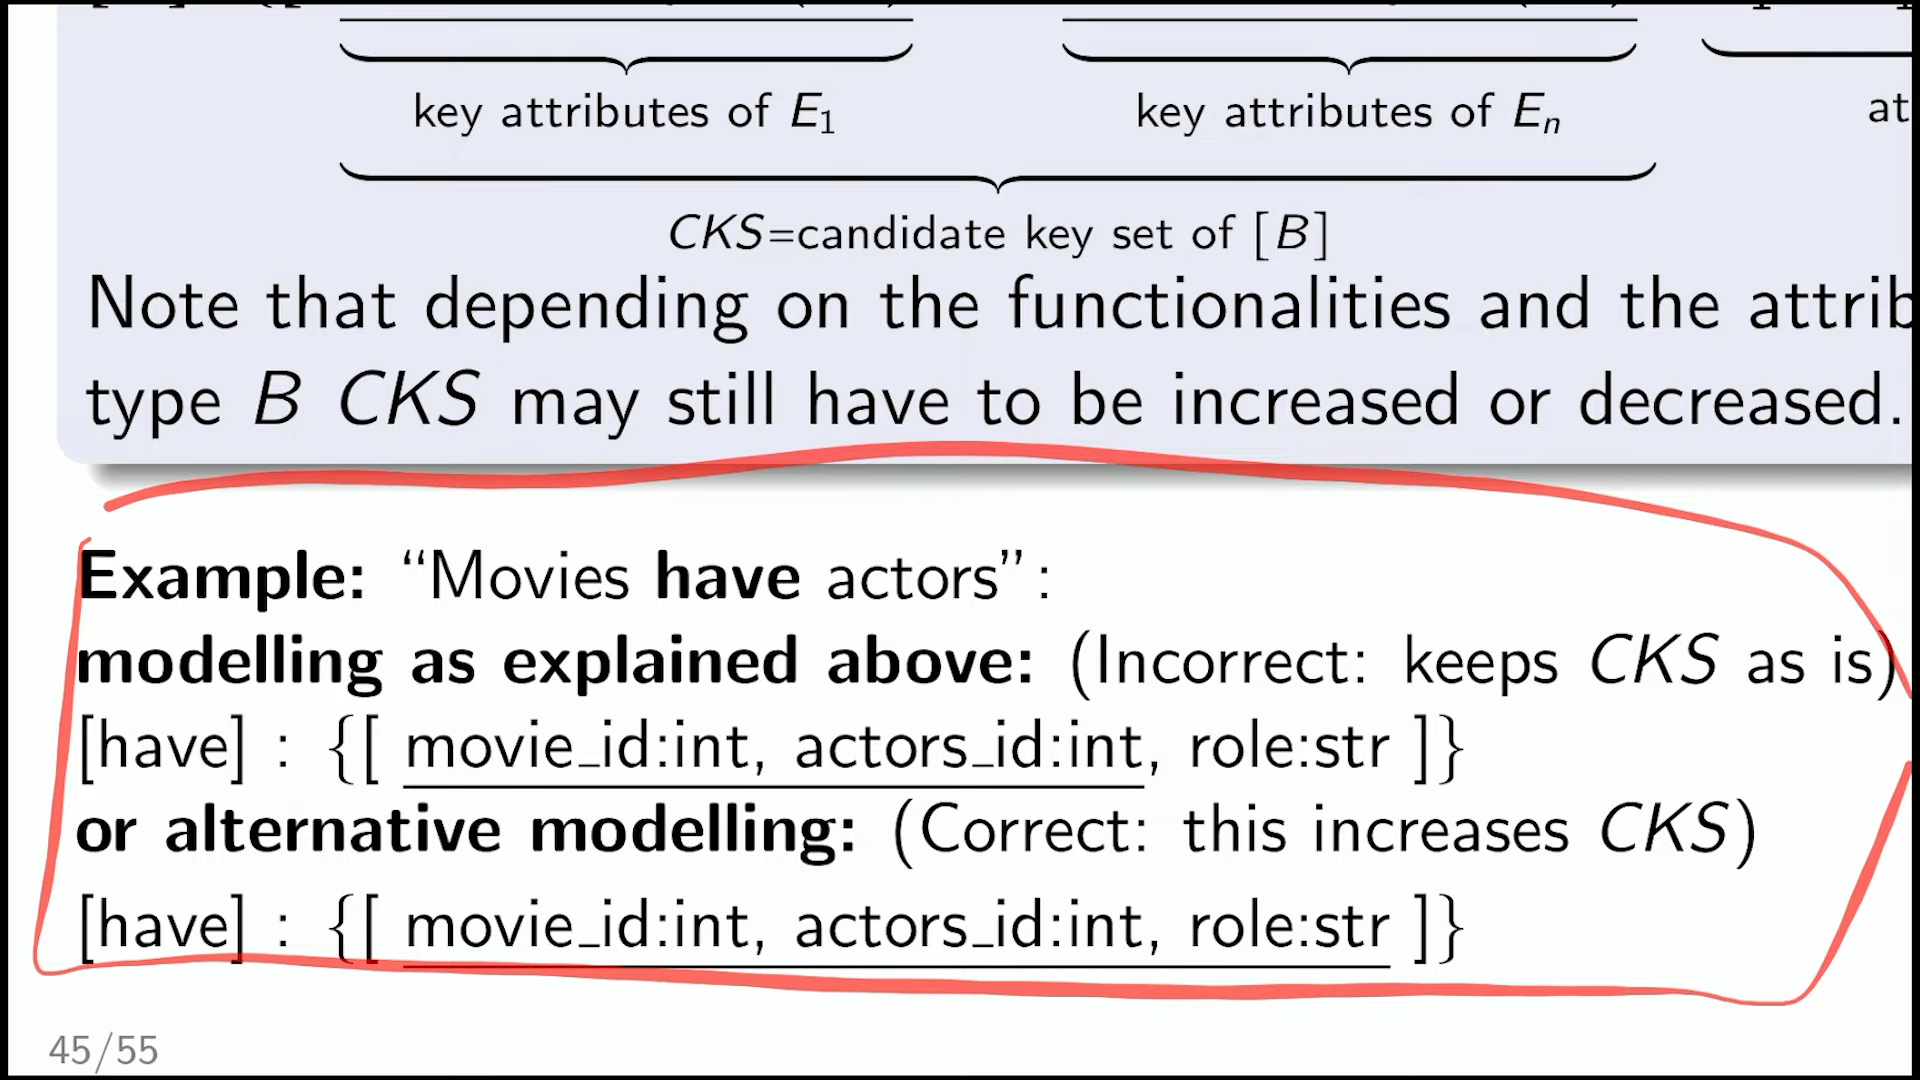 key attributes of E1 key attributes of En at
CKS=candidate key set of [B]
Note that depending on the functionalities and the attrib
type B CKS may still have to be increased or decreased.
Example: “Movies have actors”:
modelling as explained above: (Incorrect: keeps CKS as is)
[have] : {[ movie_id:int, actors_id:int, role:str ]}
or alternative modelling: (Correct: this increases CKS)
[have] : {[ movie_id:int, actors_id:int, role:str ]}
45/55